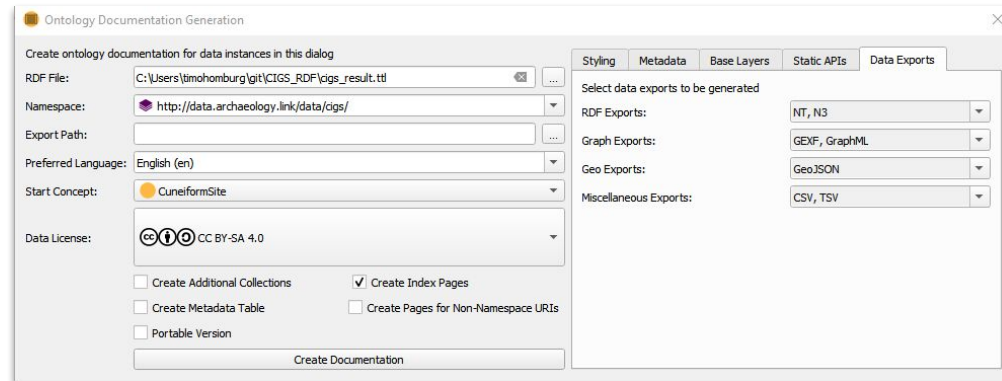 Ontology Documentation Generation
Create ontology documentation for data instances in this dialog
RDF File: C:\Users\timohomburg\git\CIGS_RDF\cigs_result.ttl ...
Namespace: http://data.archaeology.link/data/cigs/
Export Path: ...
Preferred Language: English (en)
Start Concept: CuneiformSite
Data License: CC BY-SA 4.0
Create Additional Collections Create Index Pages
Create Metadata Table Create Pages for Non-Namespace URIs
Portable Version
Create Documentation
Styling Metadata Base Layers Static APIs Data Exports
Select data exports to be generated
RDF Exports: NT, N3
Graph Exports: GEXF, GraphML
Geo Exports: GeoJSON
Miscellaneous Exports: CSV, TSV